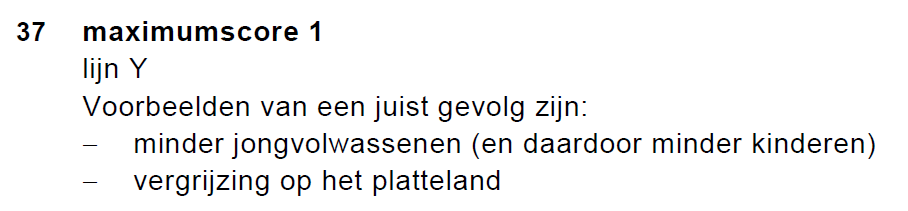 37 maximumscore 1
lijn Y
Voorbeelden van een juist gevolg zijn:
− minder jongvolwassenen (en daardoor minder kinderen)
− vergrijzing op het platteland